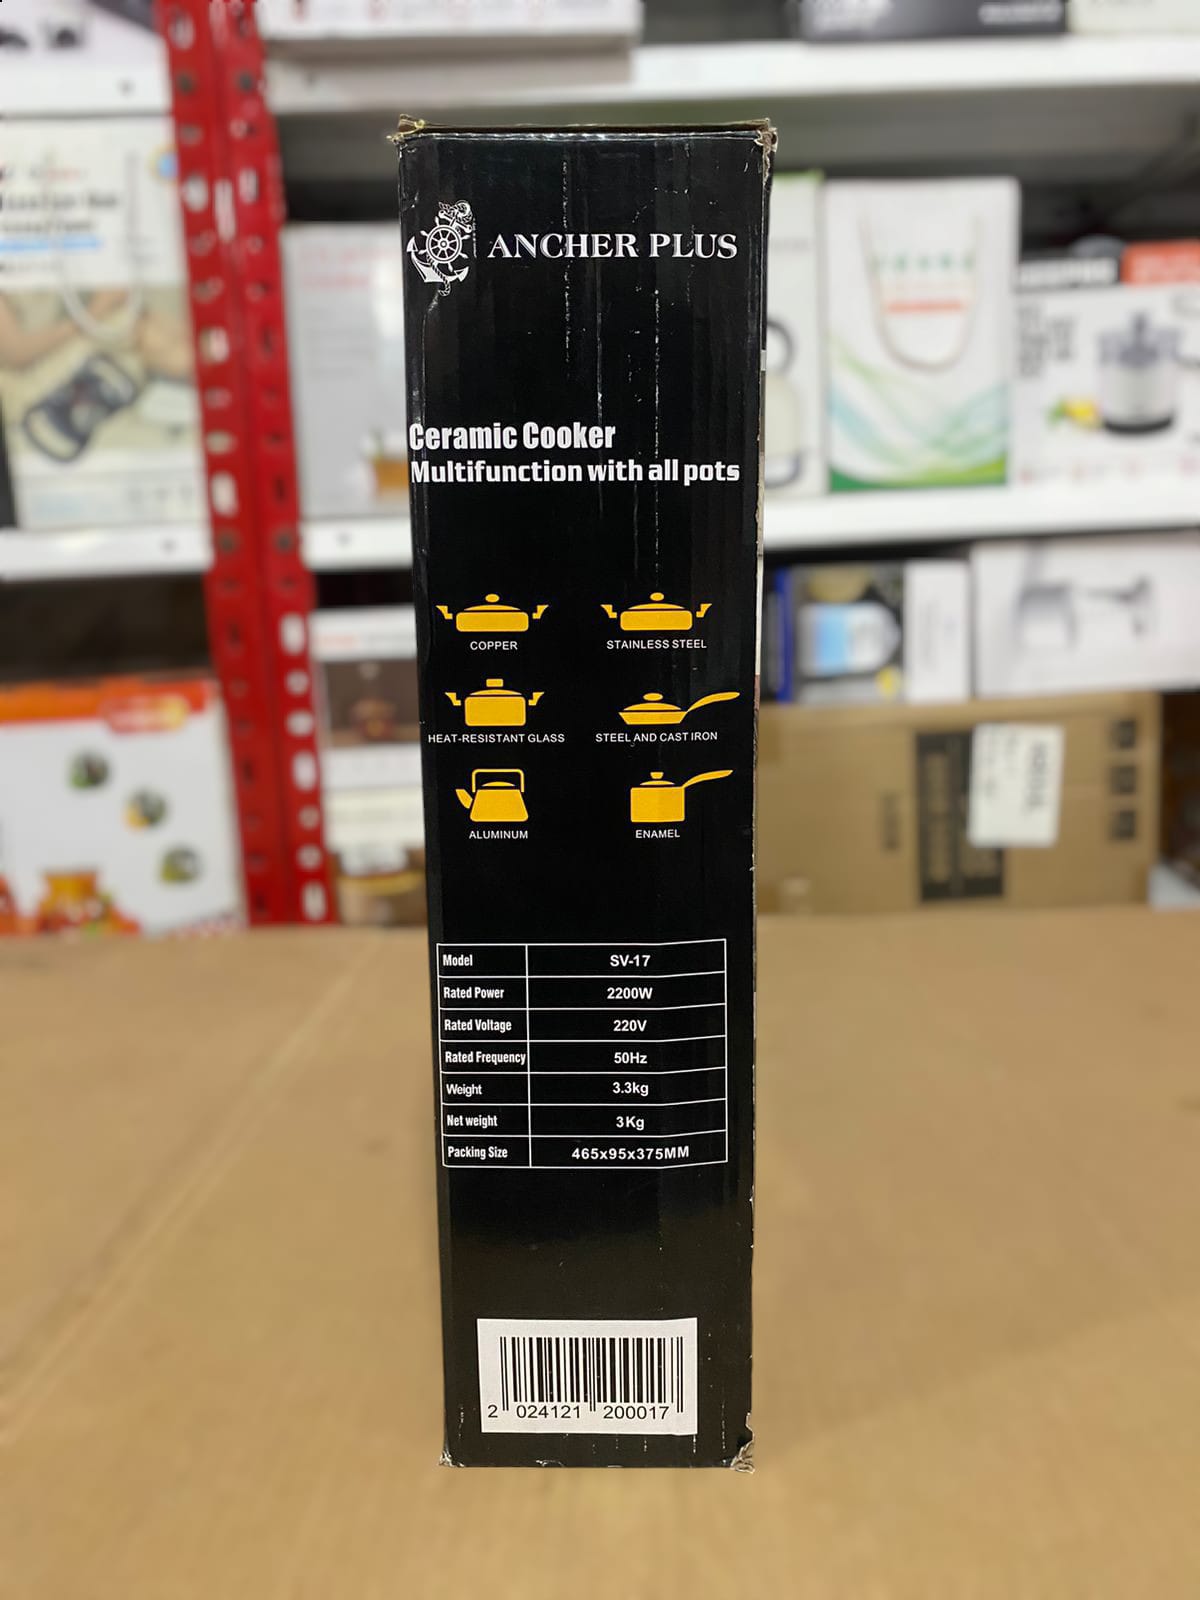 ANCHER PLUS
Ceramic Cooker
Multifunction with all pots
COPPER
STAINLESS STEEL
HEAT-RESISTANT GLASS
STEEL AND CAST IRON
ALUMINUM
ENAMEL
Model SV-17
Rated Power 2200W
Rated Voltage 220V
Rated Frequency 50Hz
Weight 3.3kg
Net weight 3Kg
Packing Size 465x95x375MM
2 024121 200017